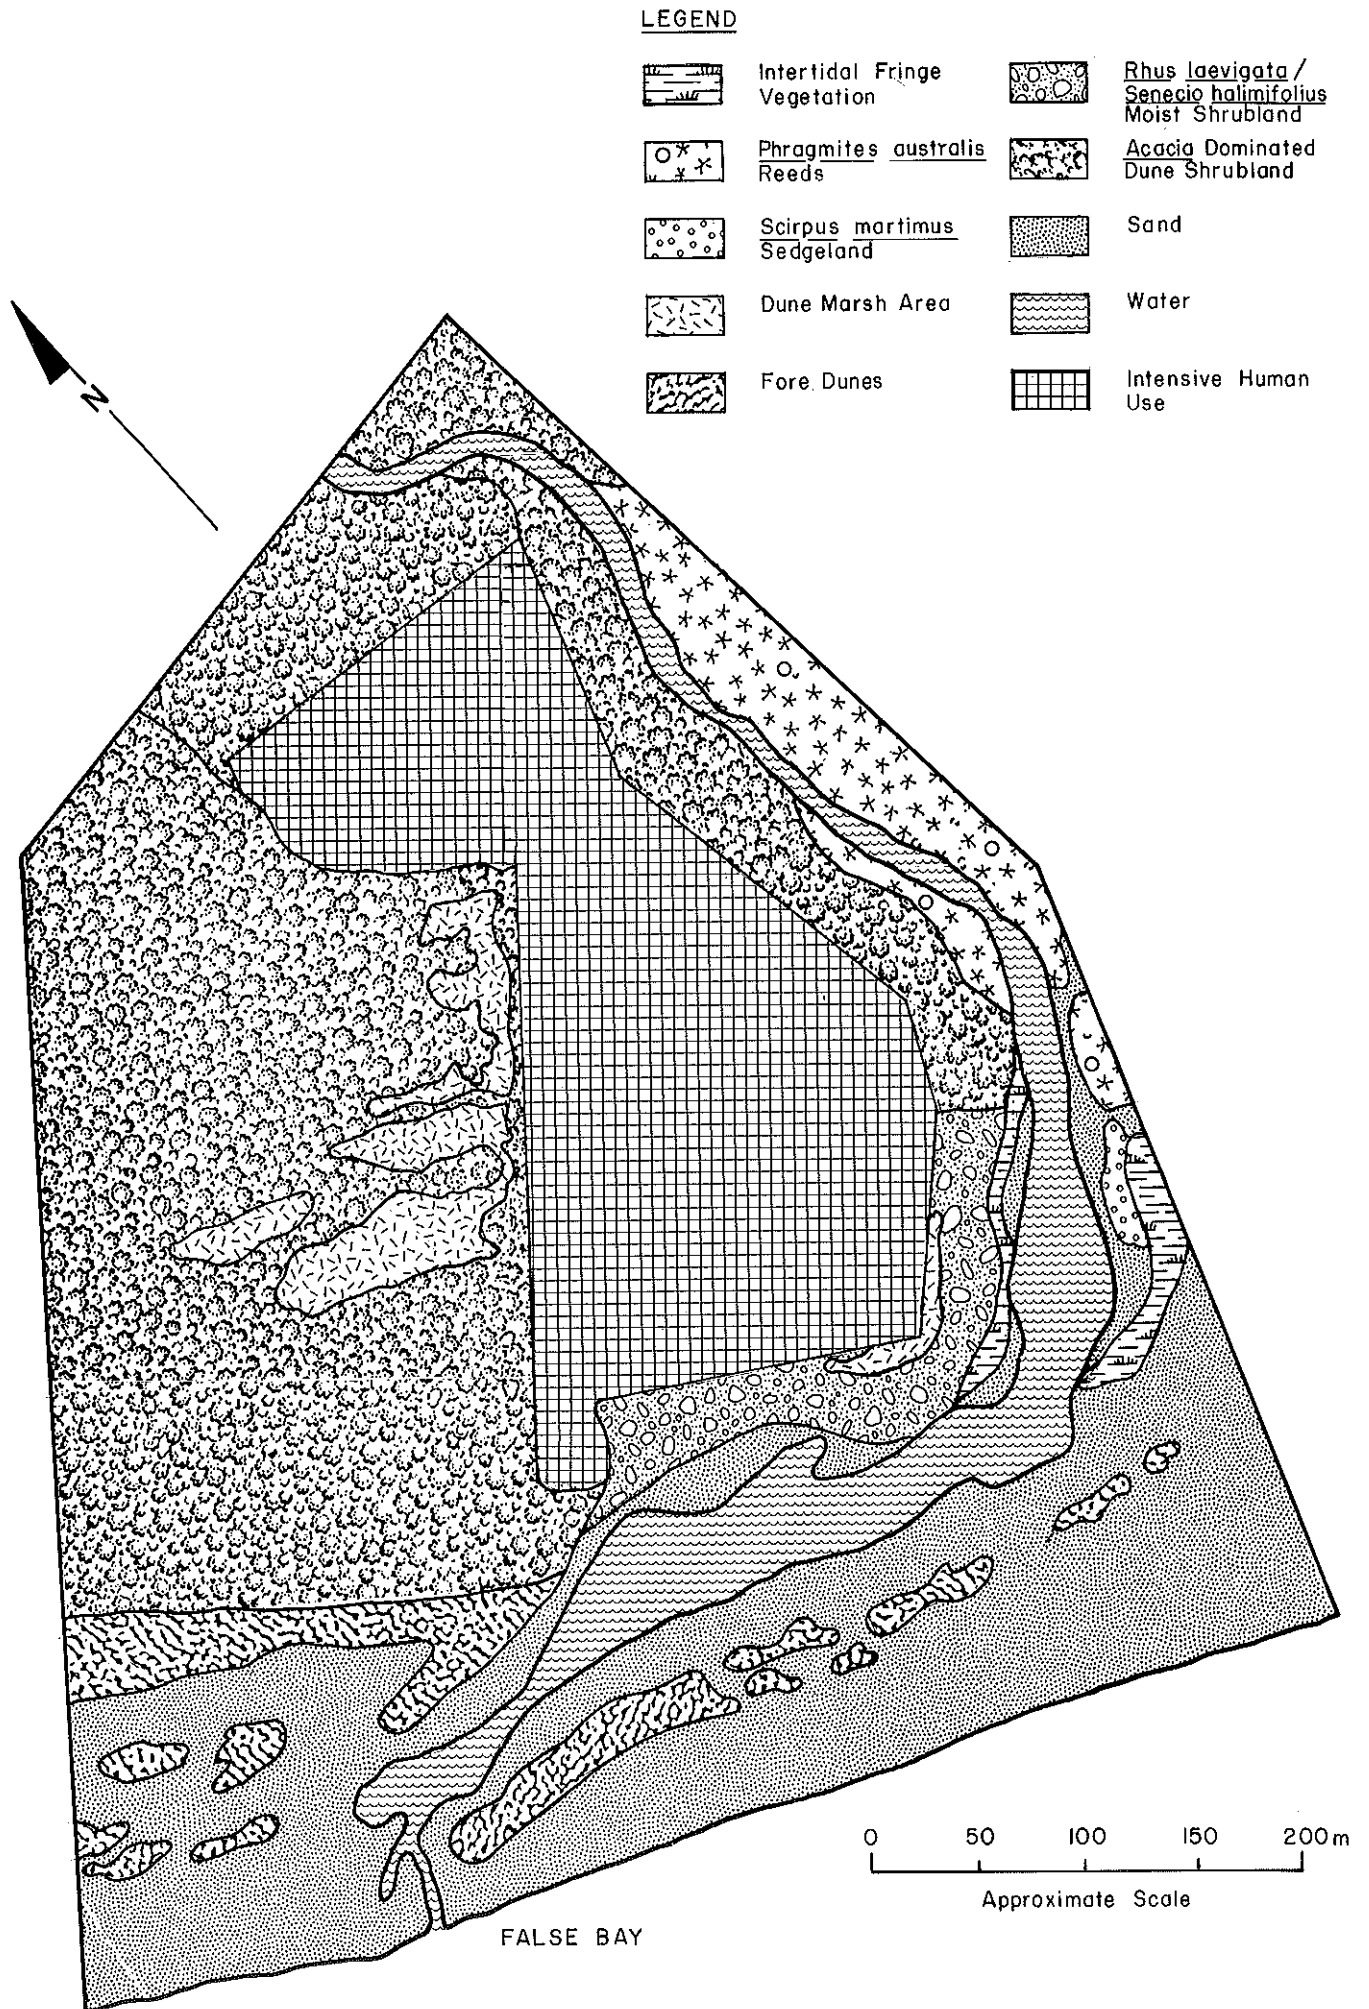 LEGEND
Intertidal Fringe
Vegetation
Phragmites australis
Reeds
Scirpus martimus
Sedgeland
Dune Marsh Area
Fore Dunes
Rhus laevigata /
Senecio halimifolius
Moist Shrubland
Acacia Dominated
Dune Shrubland
Sand
Water
Intensive Human
Use
N
0 50 100 150 200m
Approximate Scale
FALSE BAY